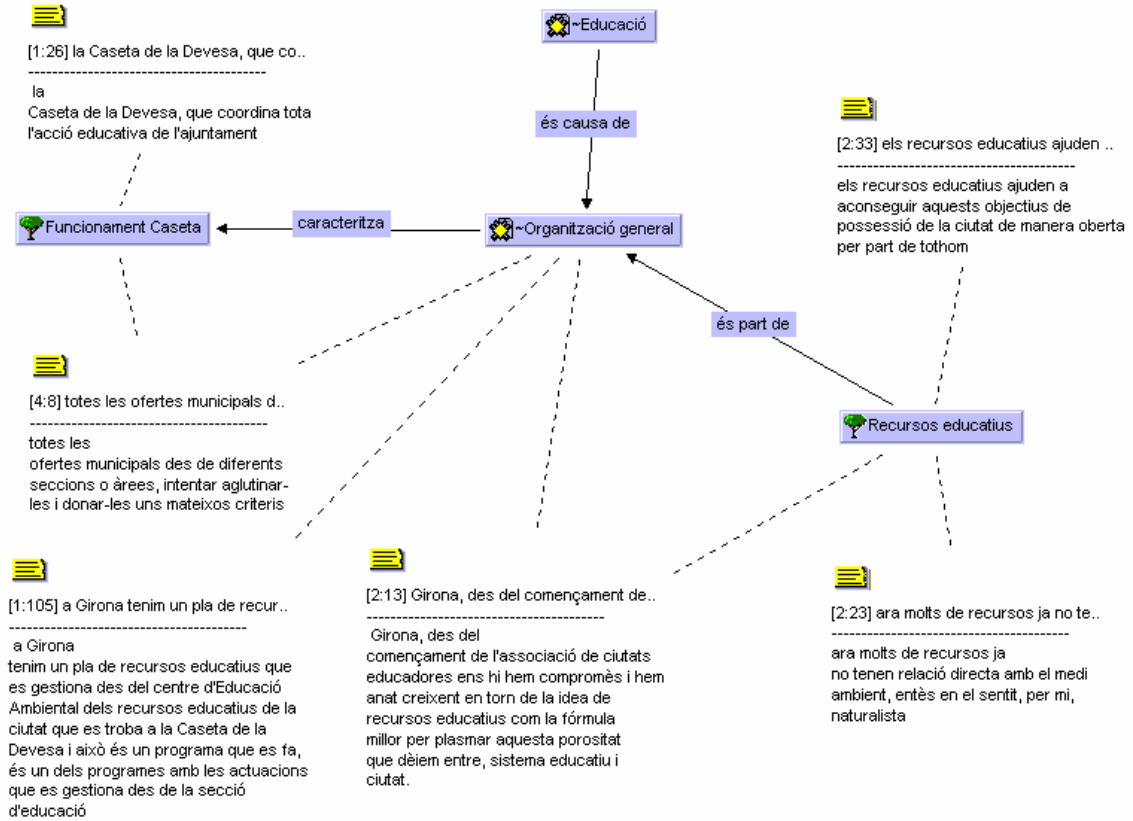 ~Educació
[1:26] la Caseta de la Devesa, que co..
----------------------------------------
la
Caseta de la Devesa, que coordina tota
l'acció educativa de l'ajuntament
és causa de
[2:33] els recursos educatius ajuden ..
----------------------------------------
els recursos educatius ajuden a
aconseguir aquests objectius de
possessió de la ciutat de manera oberta
per part de tothom
Funcionament Caseta
caracteritza
~Organització general
és part de
[4:8] totes les ofertes municipals d..
----------------------------------------
totes les
ofertes municipals des de diferents
seccions o àrees, intentar aglutinar-
les i donar-les uns mateixos criteris
Recursos educatius
[1:105] a Girona tenim un pla de recur..
----------------------------------------
a Girona
tenim un pla de recursos educatius que
es gestiona des del centre d'Educació
Ambiental dels recursos educatius de la
ciutat que es troba a la Caseta de la
Devesa i això és un programa que es fa,
és un dels programes amb les actuacions
que es gestiona des de la secció
d'educació
[2:13] Girona, des del començament de..
----------------------------------------
Girona, des del
començament de l'associació de ciutats
educadores ens hi hem compromès i hem
anat creixent en torn de la idea de
recursos educatius com la fórmula
millor per plasmar aquesta porositat
que dèiem entre, sistema educatiu i
ciutat.
[2:23] ara molts de recursos ja no te..
----------------------------------------
ara molts de recursos ja
no tenen relació directa amb el medi
ambient, entès en el sentit, per mi,
naturalista